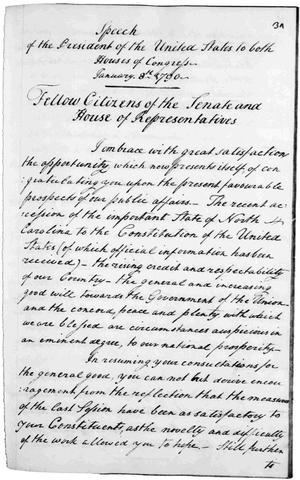 3A
Speech
of the President of the United States to both
Houses of Congress
January. 8th 1790.
Fellow Citizens of the Senate and
House of Representatives
I embrace with great satisfaction
the opportunity which now presents itself of con
:gratulating you upon the present favourable
prospects of our public affairs— The recent ac
:cession of the important State of North
Carolina to the Constitution of the United
States (of which official information has been
received)— the rising credit and respectability
of our Country— the general and increasing
good will towards the Government of the Union—
and the concord, peace and plenty, with which
we are blessed are circumstances auspicious in
an eminent degree, to our national prosperity—
In resuming your consultations for
the general good, you can not but derive encou
:ragement from the reflection that the measures
of the last Session have been as satisfactory to
your Constituents, as the novelty and difficulty
of the work allowed you to hope— Still further
to